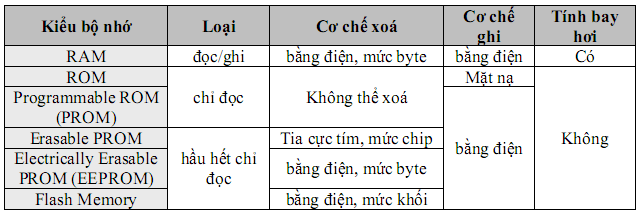 Kiểu bộ nhớ Loại Cơ chế xoá Cơ chế ghi Tính bay hơi
RAM đọc/ghi bằng điện, mức byte bằng điện Có
ROM chỉ đọc Không thể xoá Mặt nạ Không
Programmable ROM (PROM) bằng điện
Erasable PROM hầu hết chỉ đọc Tia cực tím, mức chip
Electrically Erasable PROM (EEPROM) bằng điện, mức byte
Flash Memory bằng điện, mức khối